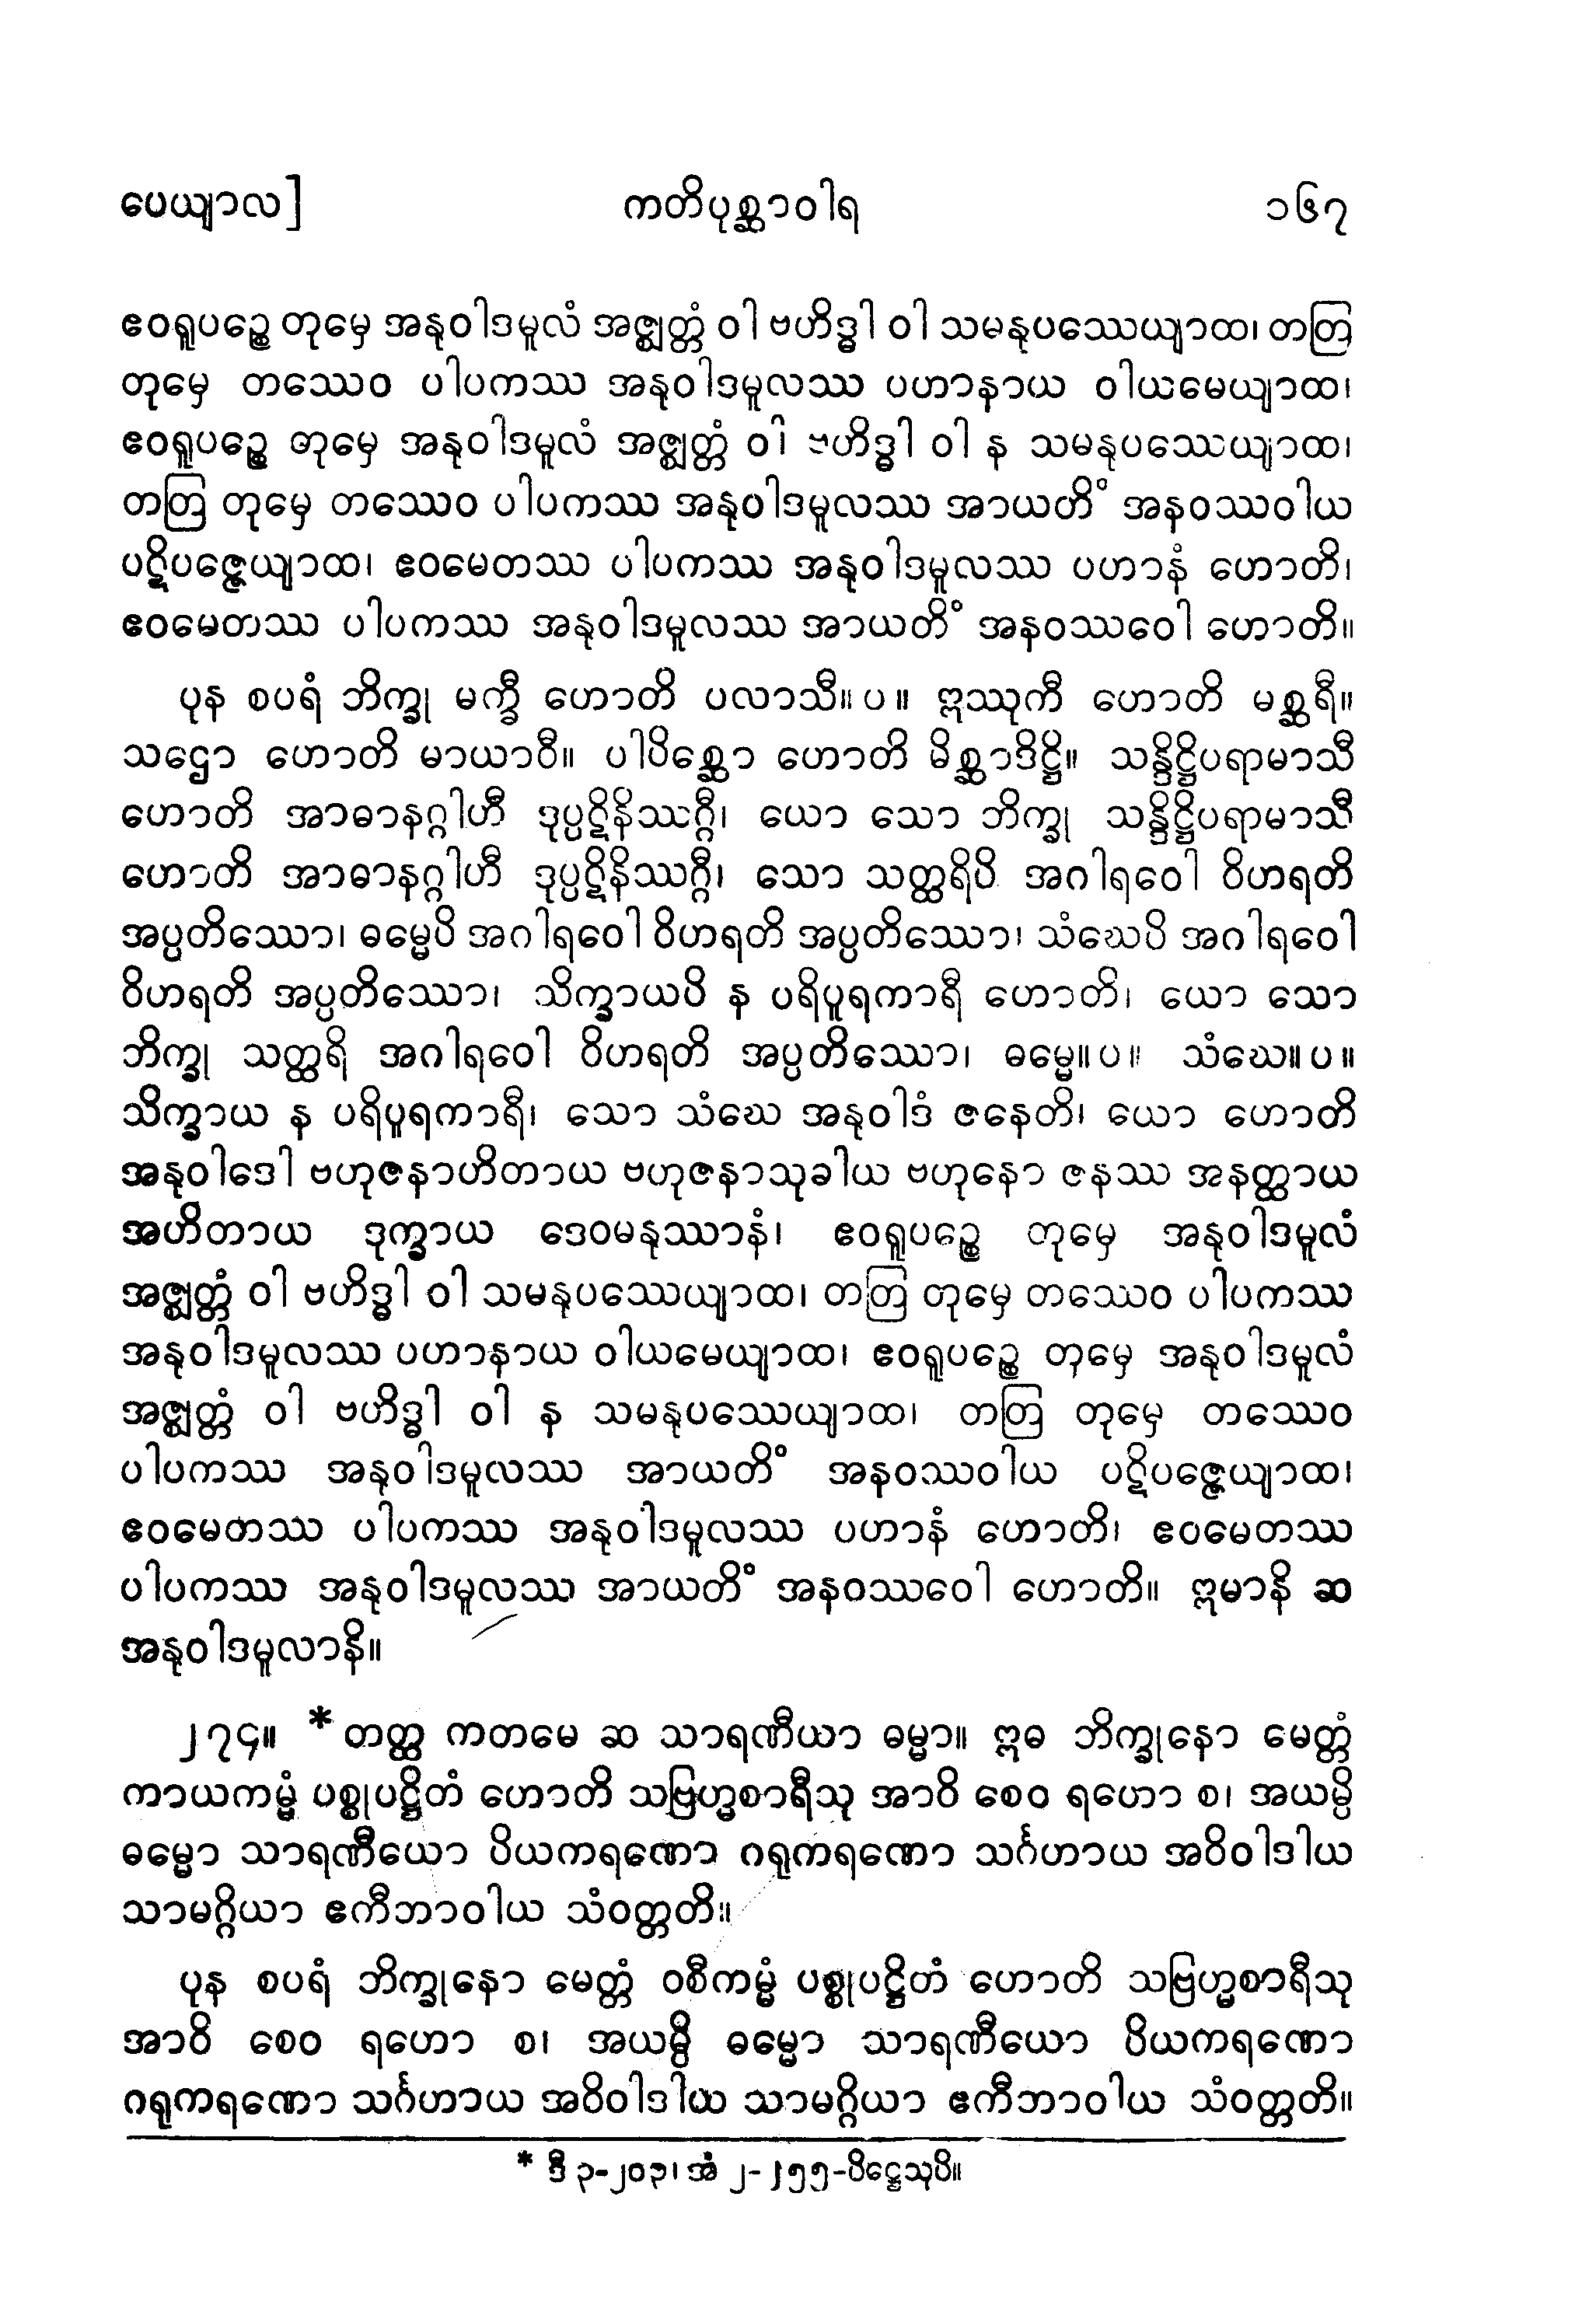 ပေယျာလ]	ကတိပုစ္ဆာဝါရ	၁၆၇
ဧဝရူပဉ္စေ တုမှေ အနုဝါဒမူလံ အဇ္ဈတ္တံ ဝါ ဗဟိဒ္ဓါ ဝါ သမနုပဿေယျာထ၊ တတြ
တုမှေ တဿေဝ ပါပကဿ အနုဝါဒမူလဿ ပဟာနာယ ဝါယမေယျာထ၊
ဧဝရူပဉ္စေ တုမှေ အနုဝါဒမူလံ အဇ္ဈတ္တံ ဝါ ဗဟိဒ္ဓါ ဝါ န သမနုပဿေယျာထ၊
တတြ တုမှေ တဿေဝ ပါပကဿ အနုဝါဒမူလဿ အာယတိံ အနဝဿဝါယ
ပဋိပဇ္ဇေယျာထ၊ ဧဝမေတဿ ပါပကဿ အနုဝါဒမူလဿ ပဟာနံ ဟောတိ၊
ဧဝမေတဿ ပါပကဿ အနုဝါဒမူလဿ အာယတိံ အနဝဿဝေါ ဟောတိ။
ပုန စပရံ ဘိက္ခု မက္ခီ ဟောတိ ပလာသီ။ ပ ။ ဣဿုကီ ဟောတိ မစ္ဆရီ။
သဌော ဟောတိ မာယာဝီ။ ပါပိစ္ဆော ဟောတိ မိစ္ဆာဒိဋ္ဌိ။ သန္ဒိဋ္ဌိပရာမာသီ
ဟောတိ အာဓာနဂ္ဂါဟီ ဒုပ္ပဋိနိဿဂ္ဂီ၊ ယော သော ဘိက္ခု သန္ဒိဋ္ဌိပရာမာသီ
ဟောတိ အာဓာနဂ္ဂါဟီ ဒုပ္ပဋိနိဿဂ္ဂီ၊ သော သတ္ထရိပိ အဂါရဝေါ ဝိဟရတိ
အပ္ပတိဿော၊ ဓမ္မေပိ အဂါရဝေါ ဝိဟရတိ အပ္ပတိဿော၊ သံဃေပိ အဂါရဝေါ
ဝိဟရတိ အပ္ပတိဿော၊ သိက္ခာယပိ န ပရိပူရကာရီ ဟောတိ၊ ယော သော
ဘိက္ခု သတ္ထရိ အဂါရဝေါ ဝိဟရတိ အပ္ပတိဿော၊ ဓမ္မေ။ ပ ။ သံဃေ။ ပ ။
သိက္ခာယ န ပရိပူရကာရီ၊ သော သံဃေ အနုဝါဒံ ဇနေတိ၊ ယော ဟောတိ
အနုဝါဒေါ ဗဟုဇနာဟိတာယ ဗဟုဇနာသုခါယ ဗဟုနော ဇနဿ အနတ္ထာယ
အဟိတာယ ဒုက္ခာယ ဒေဝမနုဿာနံ၊ ဧဝရူပဉ္စေ တုမှေ အနုဝါဒမူလံ
အဇ္ဈတ္တံ ဝါ ဗဟိဒ္ဓါ ဝါ သမနုပဿေယျာထ၊ တတြ တုမှေ တဿေဝ ပါပကဿ
အနုဝါဒမူလဿ ပဟာနာယ ဝါယမေယျာထ၊ ဧဝရူပဉ္စေ တုမှေ အနုဝါဒမူလံ
အဇ္ဈတ္တံ ဝါ ဗဟိဒ္ဓါ ဝါ န သမနုပဿေယျာထ၊ တတြ တုမှေ တဿေဝ
ပါပကဿ အနုဝါဒမူလဿ အာယတိံ အနဝဿဝါယ ပဋိပဇ္ဇေယျာထ၊
ဧဝမေတဿ ပါပကဿ အနုဝါဒမူလဿ ပဟာနံ ဟောတိ၊ ဧဝမေတဿ
ပါပကဿ အနုဝါဒမူလဿ အာယတိံ အနဝဿဝေါ ဟောတိ။ ဣမာနိ ဆ
အနုဝါဒမူလာနိ။
၂၇၄။ * တတ္ထ ကတမေ ဆ သာရဏီယာ ဓမ္မာ။ ဣဓ ဘိက္ခုနော မေတ္တံ
ကာယကမ္မံ ပစ္စုပဋ္ဌိတံ ဟောတိ သဗြဟ္မစာရီသု အာဝိ စေဝ ရဟော စ၊ အယမ္ပိ
ဓမ္မော သာရဏီယော ပိယကရဏော ဂရုကရဏော သင်္ဂဟာယ အဝိဝါဒါယ
သာမဂ္ဂိယာ ဧကီဘာဝါယ သံဝတ္တတိ။
ပုန စပရံ ဘိက္ခုနော မေတ္တံ ဝစီကမ္မံ ပစ္စုပဋ္ဌိတံ ဟောတိ သဗြဟ္မစာရီသု
အာဝိ စေဝ ရဟော စ၊ အယမ္ပိ ဓမ္မော သာရဏီယော ပိယကရဏော
ဂရုကရဏော သင်္ဂဟာယ အဝိဝါဒါယ သာမဂ္ဂိယာ ဧကီဘာဝါယ သံဝတ္တတိ။
* ဒီ ၃-၂၀၃၊ အံ ၂-၂၅၅-ပိဋ္ဌေသုပိ။